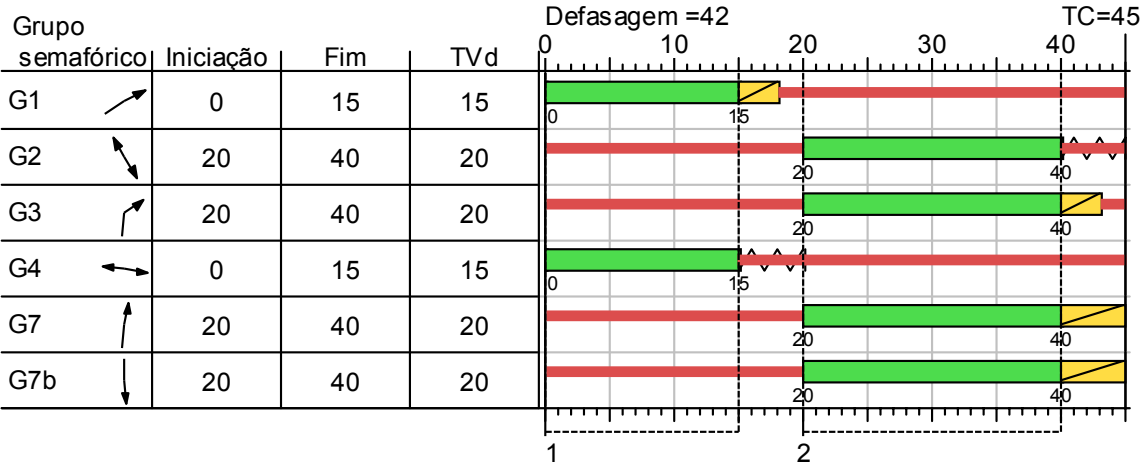 Defasagem =42 TC=45
Grupo
semafórico Iniciação Fim TVd 0 10 20 30 40
G1 0 15 15
0 15
G2 20 40 20
20 40
G3 20 40 20
20 40
G4 0 15 15
0 15
G7 20 40 20
20 40
G7b 20 40 20
20 40
1 2